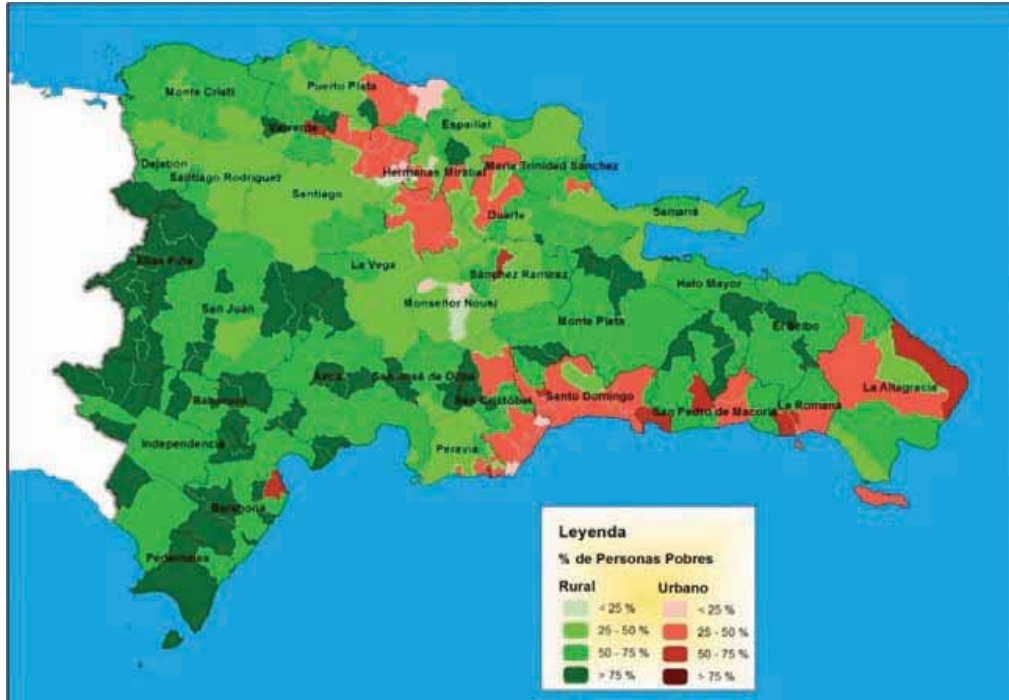 Puerto Plata
Monte Cristi
Espaillat
Valverde
Dejabón
Hermanas Mirabal
María Trinidad Sánchez
Santiago Rodríguez
Santiago
Duarte
Samaná
Elías Piña
La Vega
Sánchez Ramírez
Hato Mayor
San Juán
Monseñor Nouel
Monte Plata
El Seibo
Azua
San José de Ocoa
La Altagracia
Bahoruco
San Cristóbal
Santo Domingo
San Pedro de Macorís
La Romana
Independencia
Peravia
Barahona
Pedernales
Leyenda
% de Personas Pobres
Rural Urbano
< 25 % < 25 %
25 - 50 % 25 - 50 %
50 - 75 % 50 - 75 %
> 75 % > 75 %